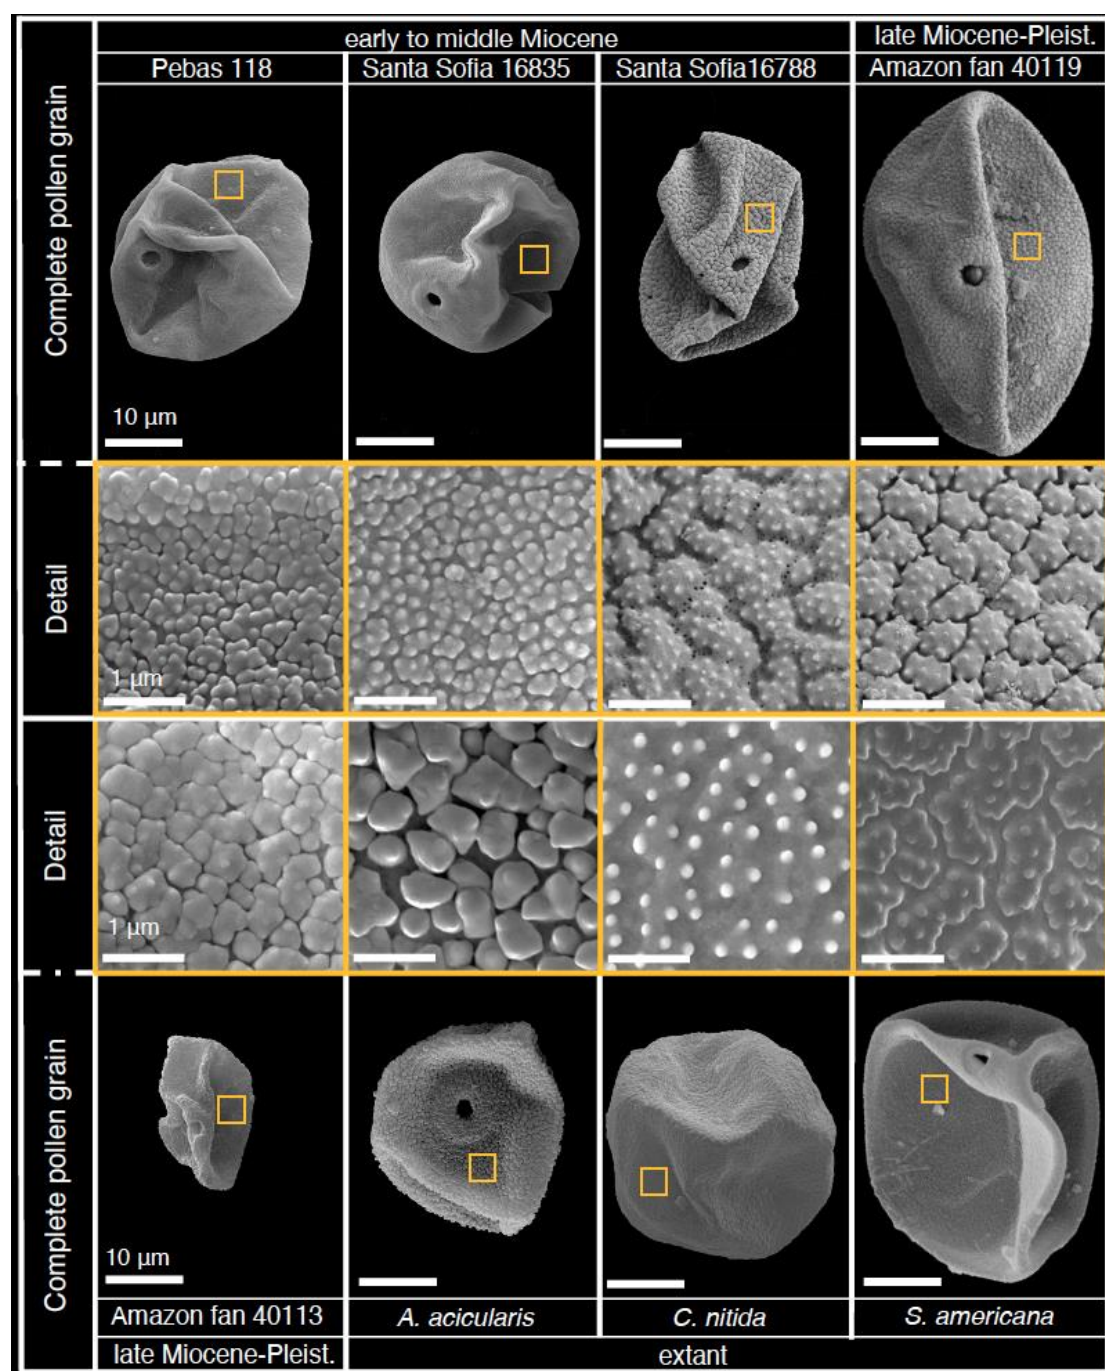 early to middle Miocene
late Miocene-Pleist.
Pebas 118
Santa Sofia 16835
Santa Sofia16788
Amazon fan 40119
Complete pollen grain
10 µm
Detail
1 µm
Detail
1 µm
Complete pollen grain
10 µm
Amazon fan 40113
A. acicularis
C. nitida
S. americana
late Miocene-Pleist.
extant